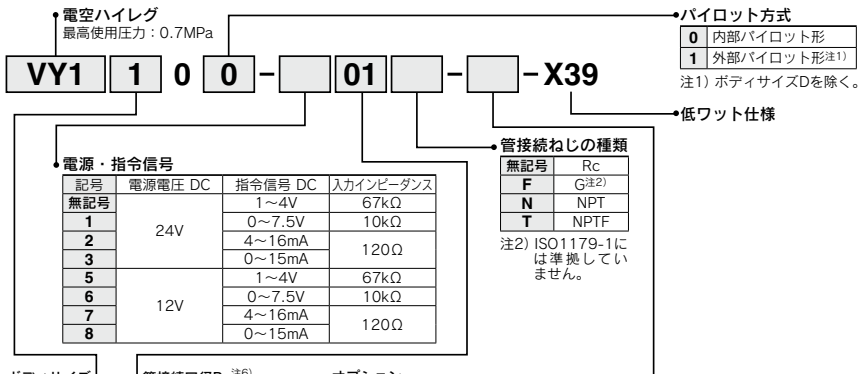 電空ハイレグ
最高使用圧力：0.7MPa
パイロット方式
0 内部パイロット形
1 外部パイロット形注1）
注1）ボディサイズDを除く。
VY1 1 0 0 - 01 - - X39
低ワット仕様
管接続ねじの種類
無記号 Rc
F G注2）
N NPT
T NPTF
注2）ISO1179-1に
は準拠してい
ません。
電源・指令信号
記号 電源電圧 DC 指令信号 DC 入力インピーダンス
無記号 24V 1～4V 67kΩ
1 0～7.5V 10kΩ
2 4～16mA 120Ω
3 0～15mA
5 12V 1～4V 67kΩ
6 0～7.5V 10kΩ
7 4～16mA 120Ω
8 0～15mA